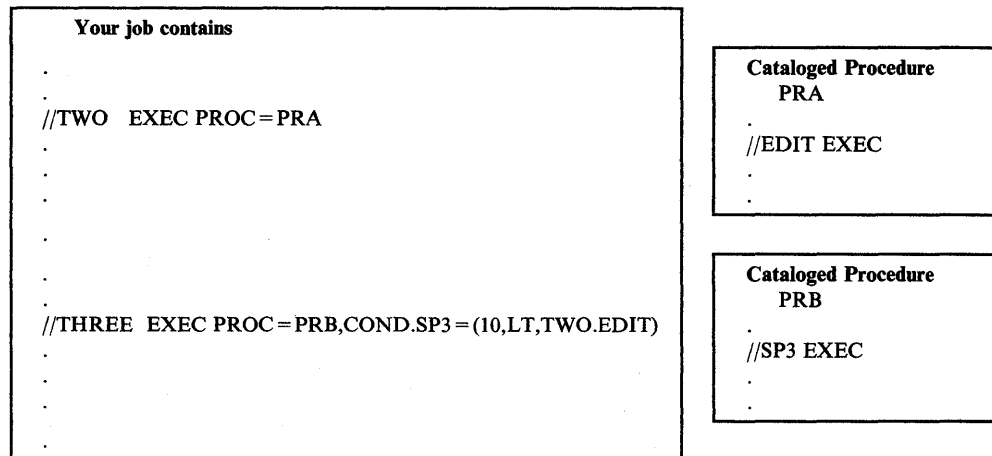 Your job contains
.
.
//TWO EXEC PROC=PRA
.
.
.
.
.
.
//THREE EXEC PROC=PRB,COND.SP3=(10,LT,TWO.EDIT)
.
.
.
.
Cataloged Procedure
PRA
.
//EDIT EXEC
.
.
Cataloged Procedure
PRB
.
//SP3 EXEC
.
.